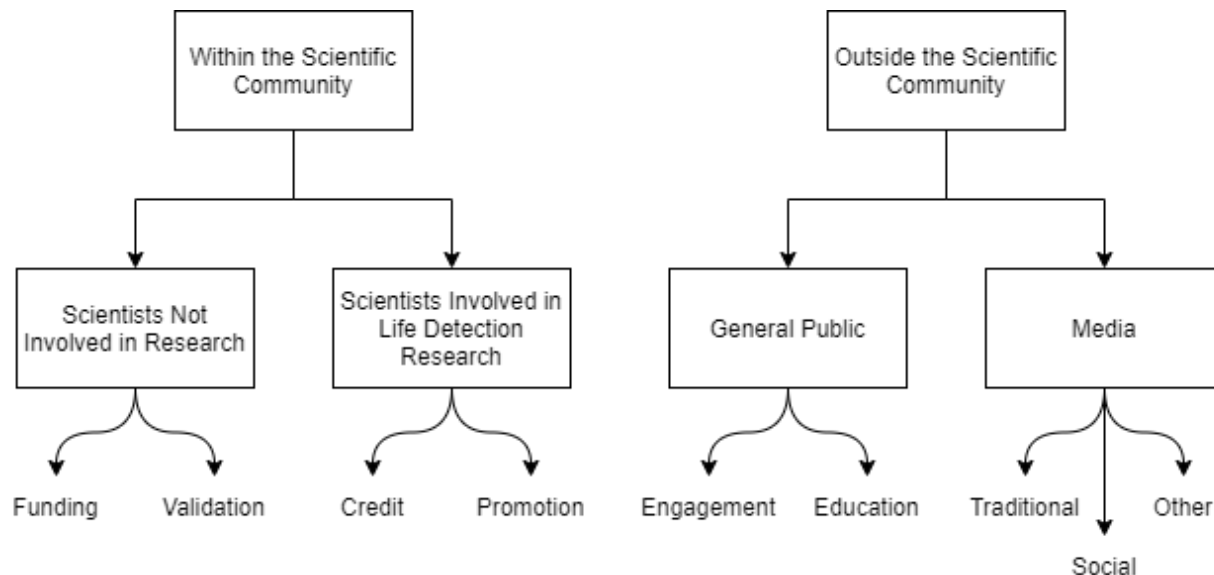 Within the Scientific
Community
Outside the Scientific
Community
Scientists Not
Involved in Research
Scientists Involved in
Life Detection
Research
General Public
Media
Funding
Validation
Credit
Promotion
Engagement
Education
Traditional
Other
Social